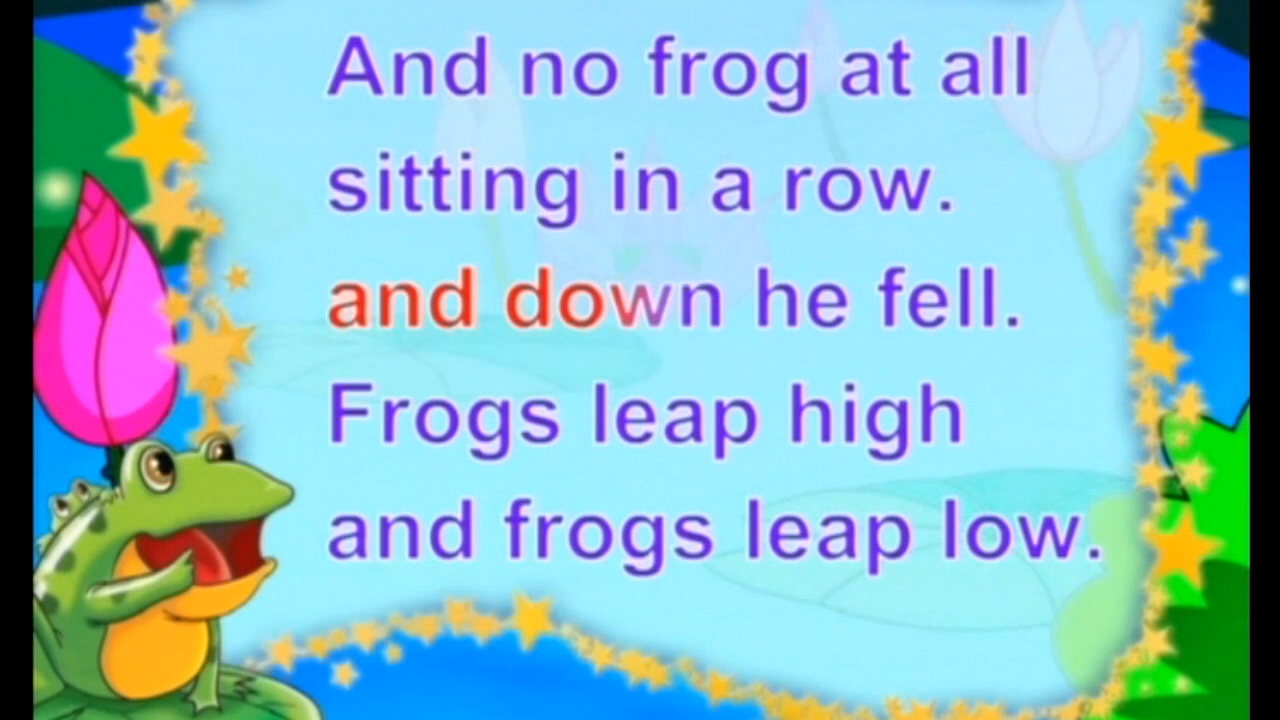 And no frog at all
sitting in a row.
and down he fell.
Frogs leap high
and frogs leap low.